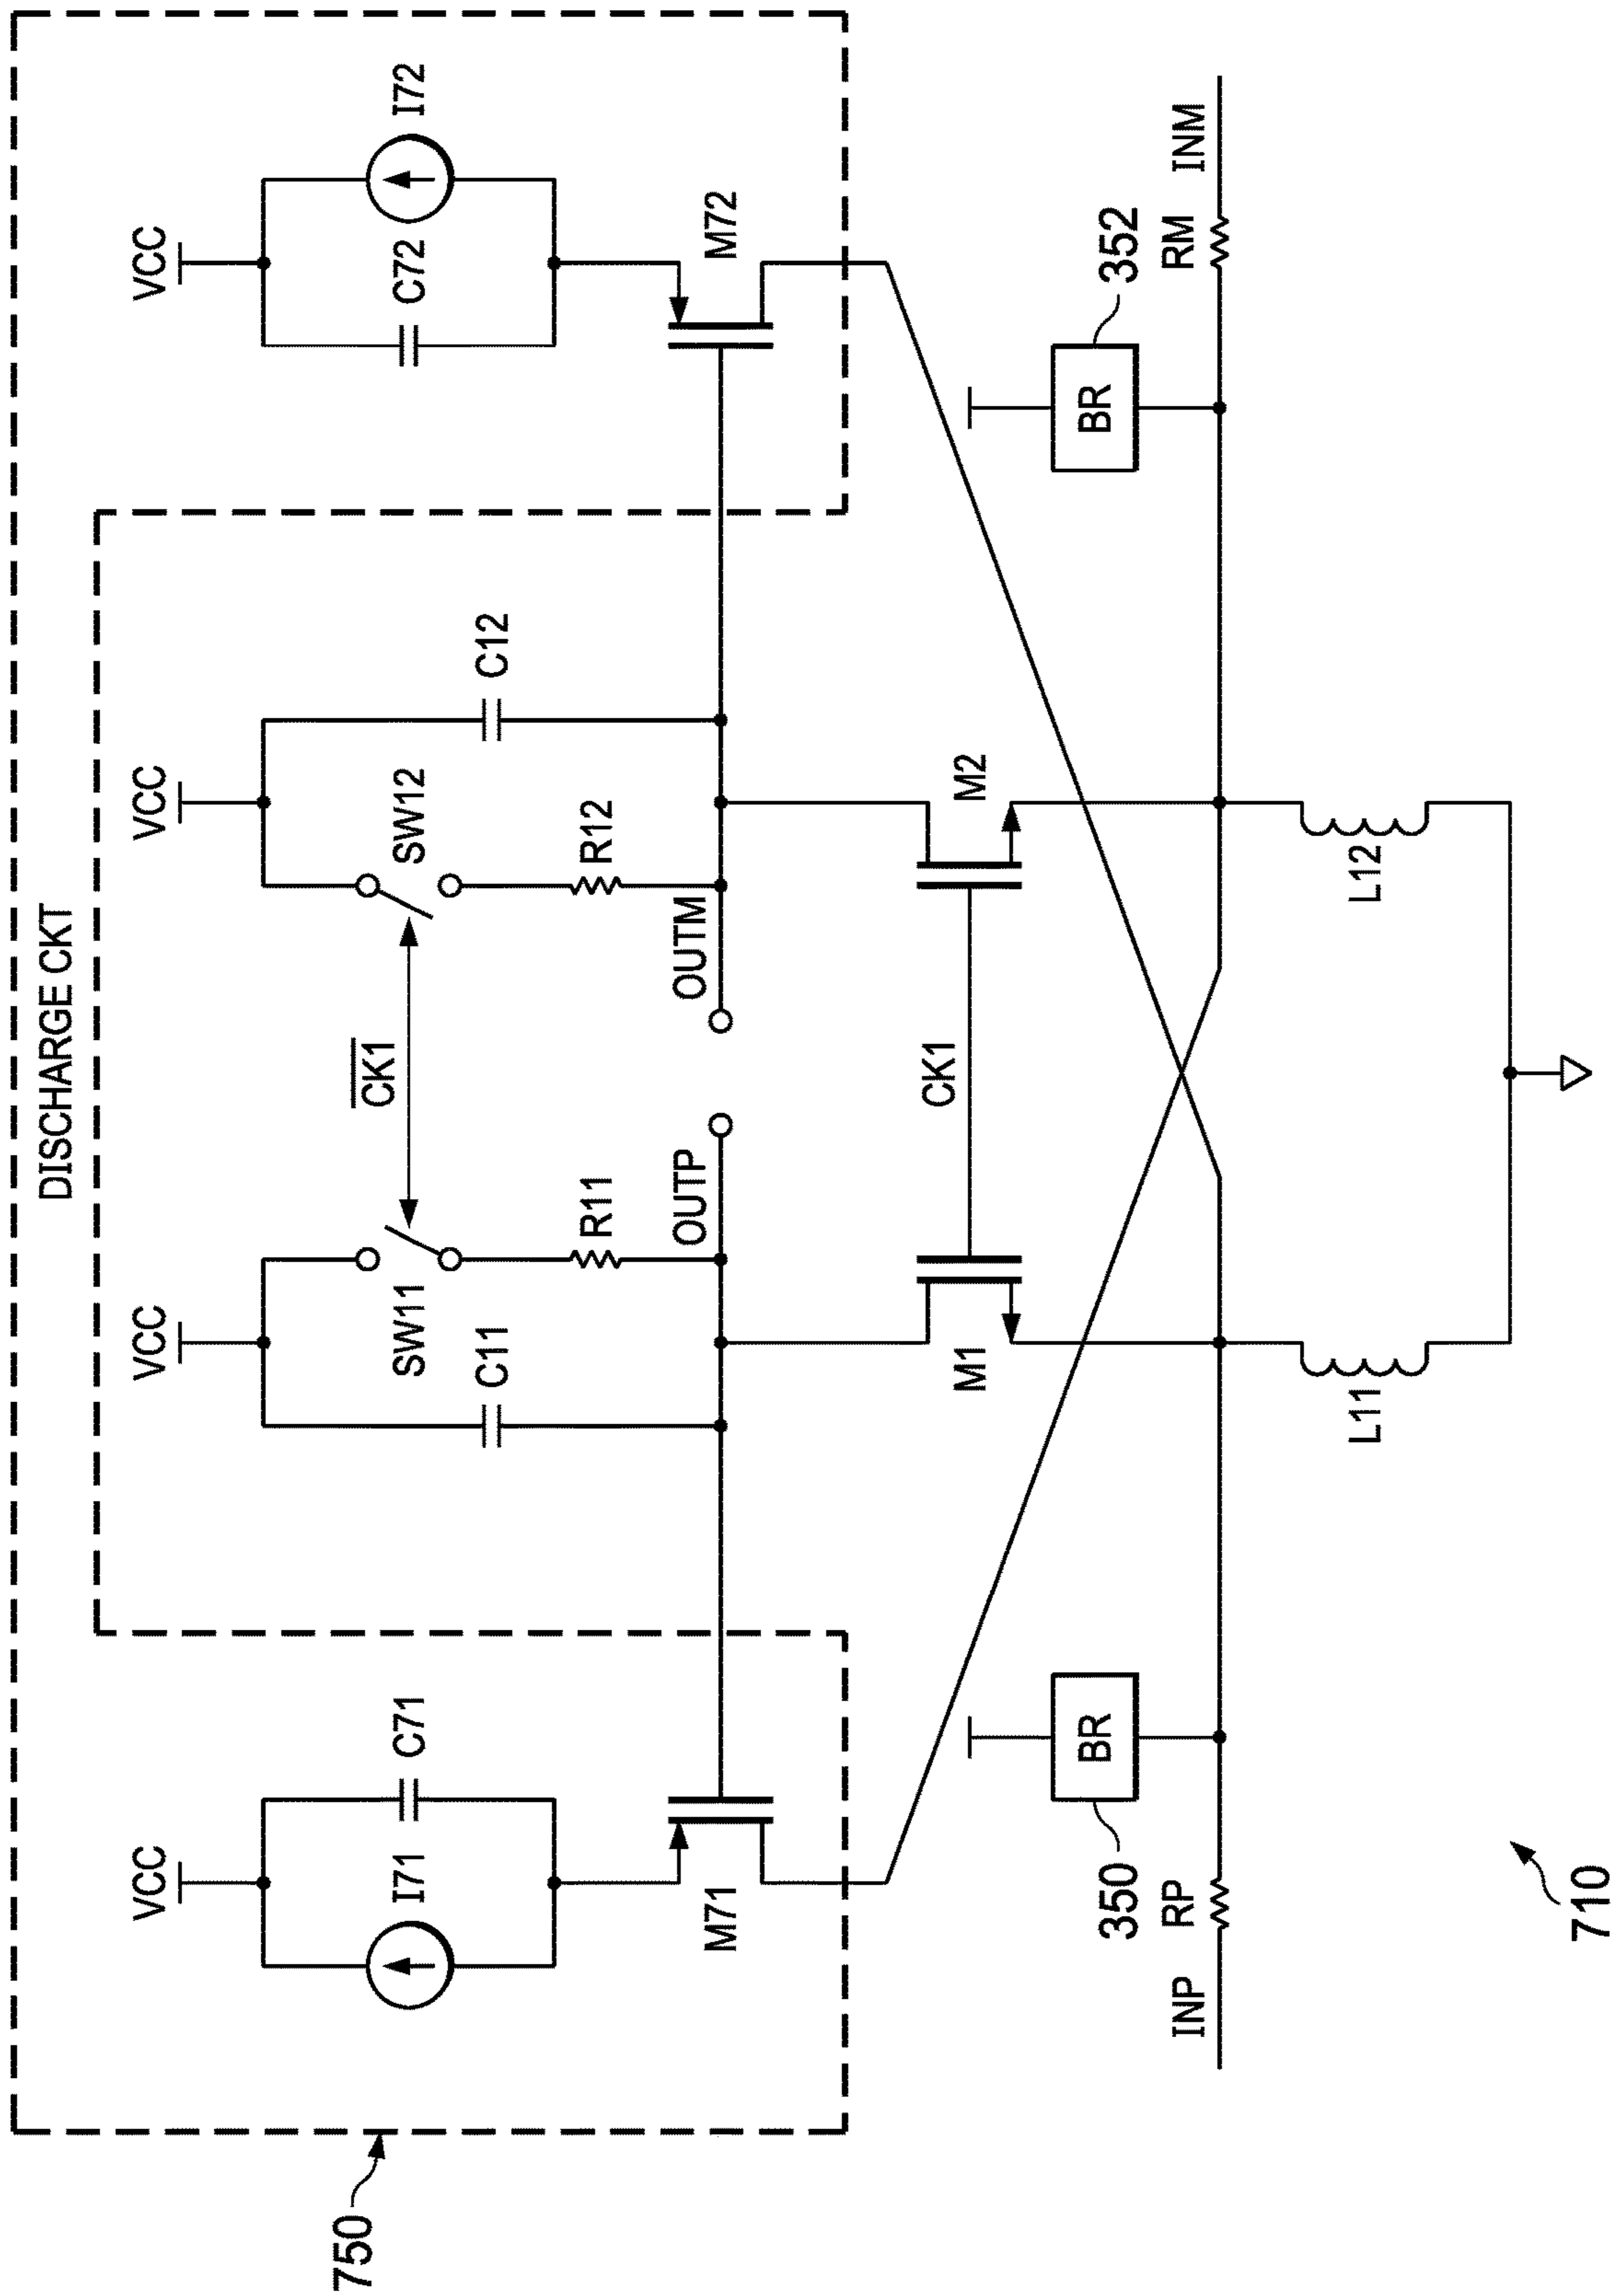 DISCHARGE CKT
750
VCC
VCC
VCC
VCC
I71
C71
C11
SW11
CK1
SW12
C12
C72
I72
R11
R12
M71
OUTP
OUTM
M72
M1
CK1
M2
350
BR
BR
352
INP
RP
RM
INM
L11
L12
710